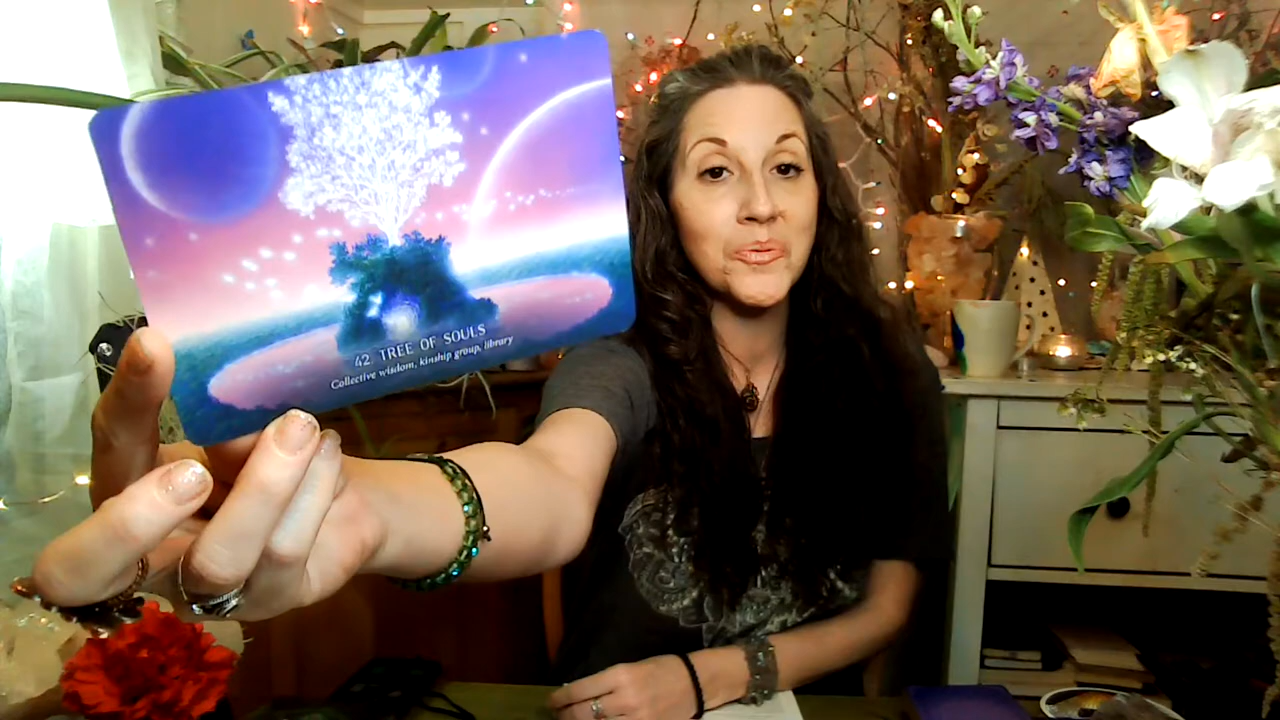 42. TREE OF SOULS
Collective wisdom, kinship group, library